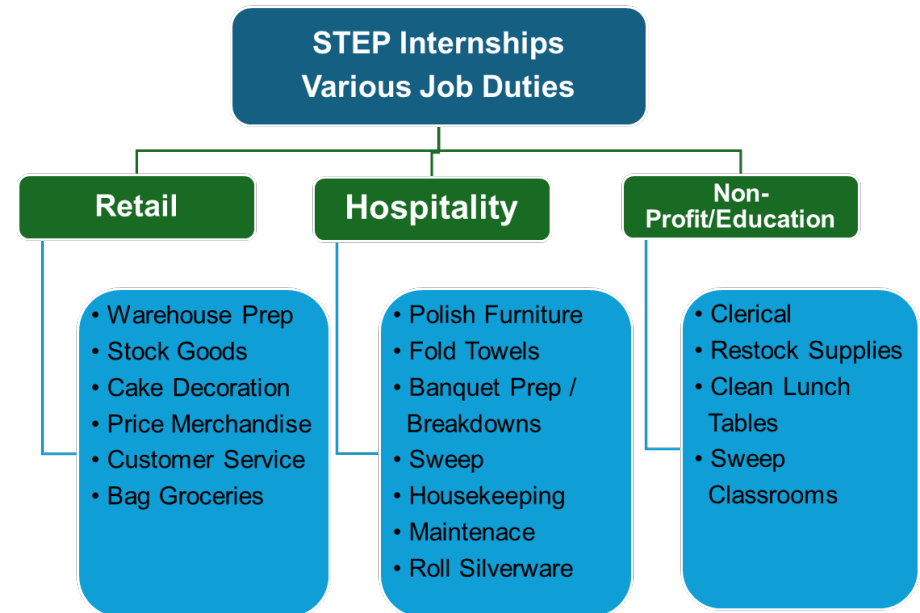 STEP Internships
Various Job Duties
Retail
Hospitality
Non-
Profit/Education
• Warehouse Prep
• Stock Goods
• Cake Decoration
• Price Merchandise
• Customer Service
• Bag Groceries
• Polish Furniture
• Fold Towels
• Banquet Prep /
Breakdowns
• Sweep
• Housekeeping
• Maintenace
• Roll Silverware
• Clerical
• Restock Supplies
• Clean Lunch
Tables
• Sweep
Classrooms